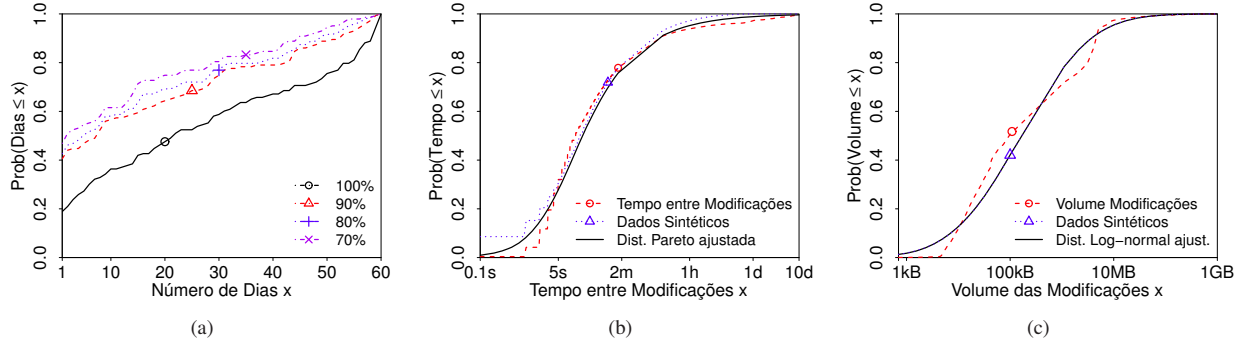 Prob(Dias ≤ x)
1.0
0.8
0.6
0.4
0.2
0.0
100%
90%
80%
70%
1 10 20 30 40 50 60
Número de Dias x
(a)
Prob(Tempo ≤ x)
1.0
0.8
0.6
0.4
0.2
0.0
Tempo entre Modificações
Dados Sintéticos
Dist. Pareto ajustada
0.1s 5s 2m 1h 1d 10d
Tempo entre Modificações x
(b)
Prob(Volume ≤ x)
1.0
0.8
0.6
0.4
0.2
0.0
Volume Modificações
Dados Sintéticos
Dist. Log−normal ajust.
1kB 100kB 10MB 1GB
Volume das Modificações x
(c)